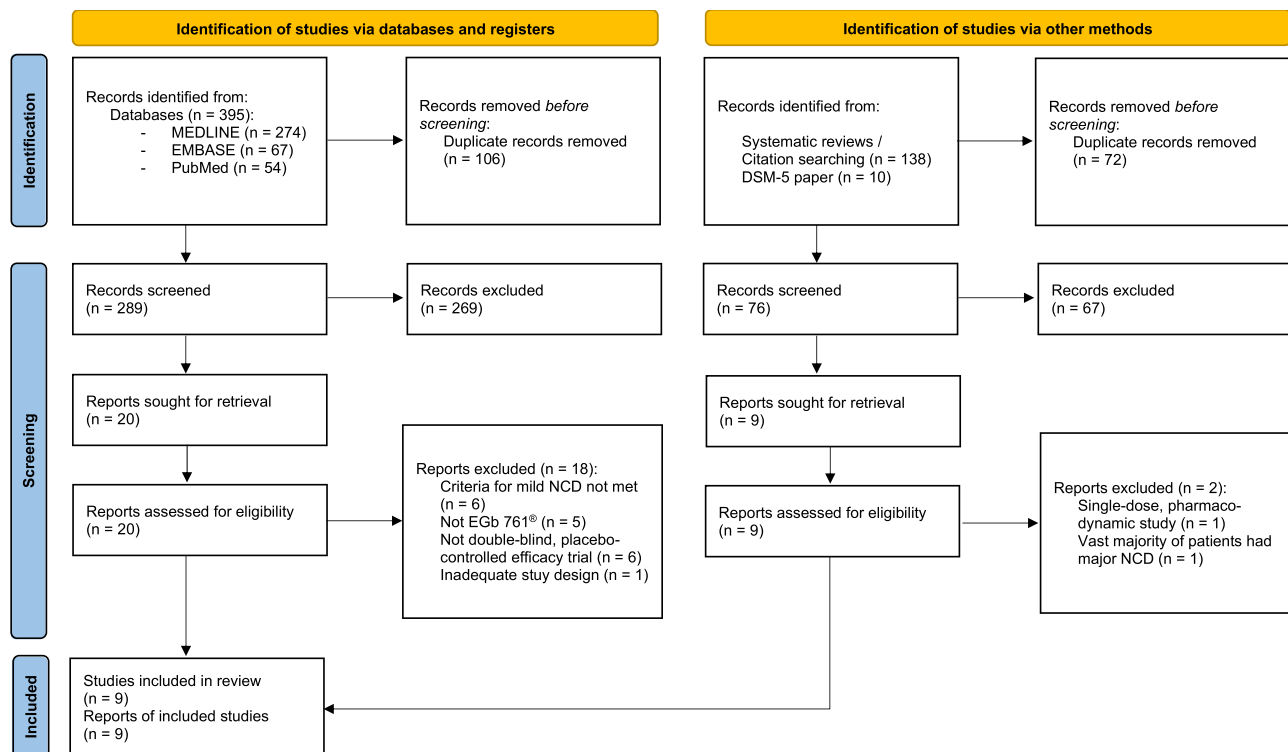 Identification of studies via databases and registers
Identification of studies via other methods
Identification
Records identified from:
Databases (n = 395):
- MEDLINE (n = 274)
- EMBASE (n = 67)
- PubMed (n = 54)
Records removed before
screening:
Duplicate records removed
(n = 106)
Records identified from:
Systematic reviews /
Citation searching (n = 138)
DSM-5 paper (n = 10)
Records removed before
screening:
Duplicate records removed
(n = 72)
Screening
Records screened
(n = 289)
Records excluded
(n = 269)
Records screened
(n = 76)
Records excluded
(n = 67)
Reports sought for retrieval
(n = 20)
Reports sought for retrieval
(n = 9)
Reports assessed for eligibility
(n = 20)
Reports excluded (n = 18):
Criteria for mild NCD not met
(n = 6)
Not EGb 761® (n = 5)
Not double-blind, placebo-
controlled efficacy trial (n = 6)
Inadequate stuy design (n = 1)
Reports assessed for eligibility
(n = 9)
Reports excluded (n = 2):
Single-dose, pharmaco-
dynamic study (n = 1)
Vast majority of patients had
major NCD (n = 1)
Included
Studies included in review
(n = 9)
Reports of included studies
(n = 9)